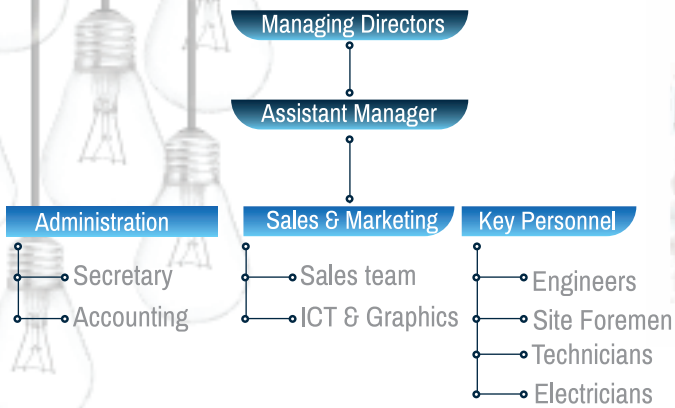 Managing Directors
Assistant Manager
Administration
Secretary
Accounting
Sales & Marketing
Sales team
ICT & Graphics
Key Personnel
Engineers
Site Foremen
Technicians
Electricians